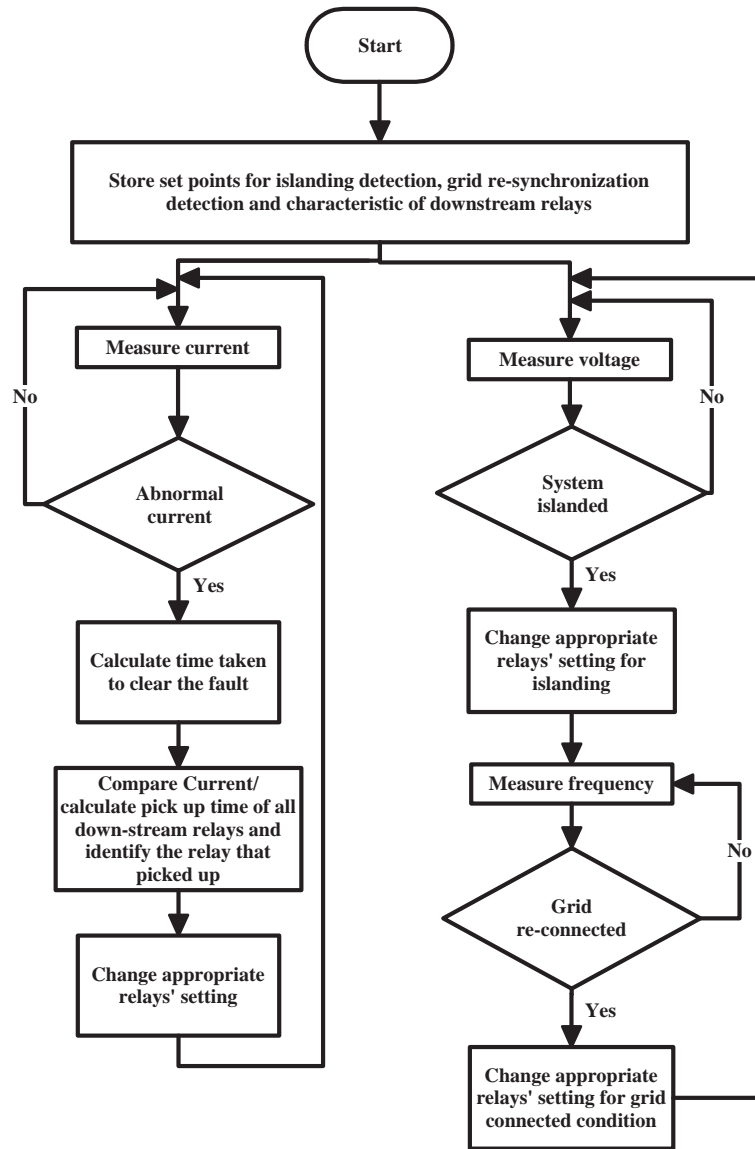 Start
Store set points for islanding detection, grid re-synchronization
detection and characteristic of downstream relays
Measure current
No
Abnormal
current
Yes
Calculate time taken
to clear the fault
Compare Current/
calculate pick up time of all
down-stream relays and
identify the relay that
picked up
Change appropriate
relays' setting
Measure voltage
No
System
islanded
Yes
Change appropriate
relays' setting for
islanding
Measure frequency
No
Grid
re-connected
Yes
Change appropriate
relays' setting for grid
connected condition